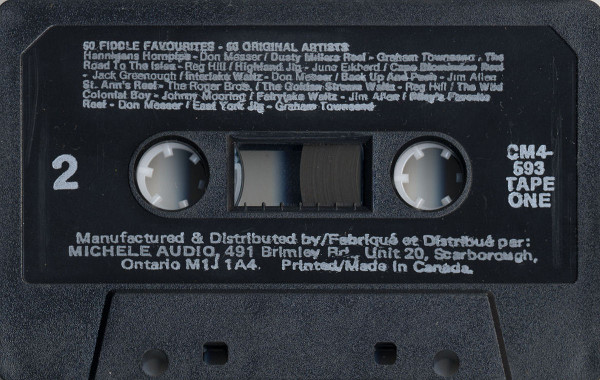 60 FIDDLE FAVOURITES - 60 ORIGINAL ARTISTS
Hannigans Hornpipe - Don Messer / Dusty Millers Reel - Graham Townsend, The
Road To The Isles - Reg Hill / Highland Jig - June Eikhard / Cape Blomidon Reel
- Jack Greenough / Interlake Waltz - Don Messer / Back Up And Push - Jim Allen
St. Ann's Reel - The Roger Bros. / The Golden Stream Waltz - Reg Hill / The Wild
Colonial Boy - Johnny Mooring / Fairytale Waltz - Jim Allen / Favorite
Reel - Don Messer / East York Jig - Graham Townsend
2
CM4-
593
TAPE
ONE
Manufactured & Distributed by/Fabriqué et Distribué par:
MICHELE AUDIO, 491 Brimley Rd., Unit 20, Scarborough,
Ontario M1J 1A4. Printed/Made in Canada.